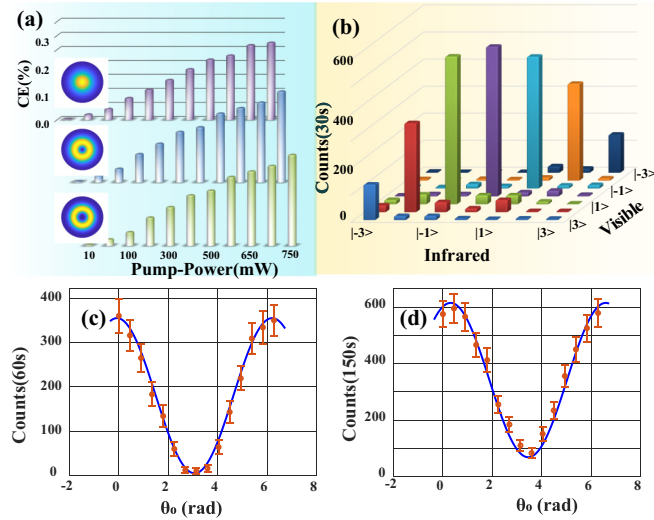 (a)
CE(%)
0.3
0.2
0.1
0.0
10 100 300 500 650 750
Pump-Power(mW)
(b)
Counts(30s)
600
400
200
0
|-3> |-1> |1> |3>
Infrared
|3> |1> |-1> |-3>
Visible
(c)
Counts(60s)
400
300
200
100
0
-2 0 2 4 6 8
θo (rad)
(d)
Counts(150s)
600
400
200
0
-2 0 2 4 6 8
θo (rad)